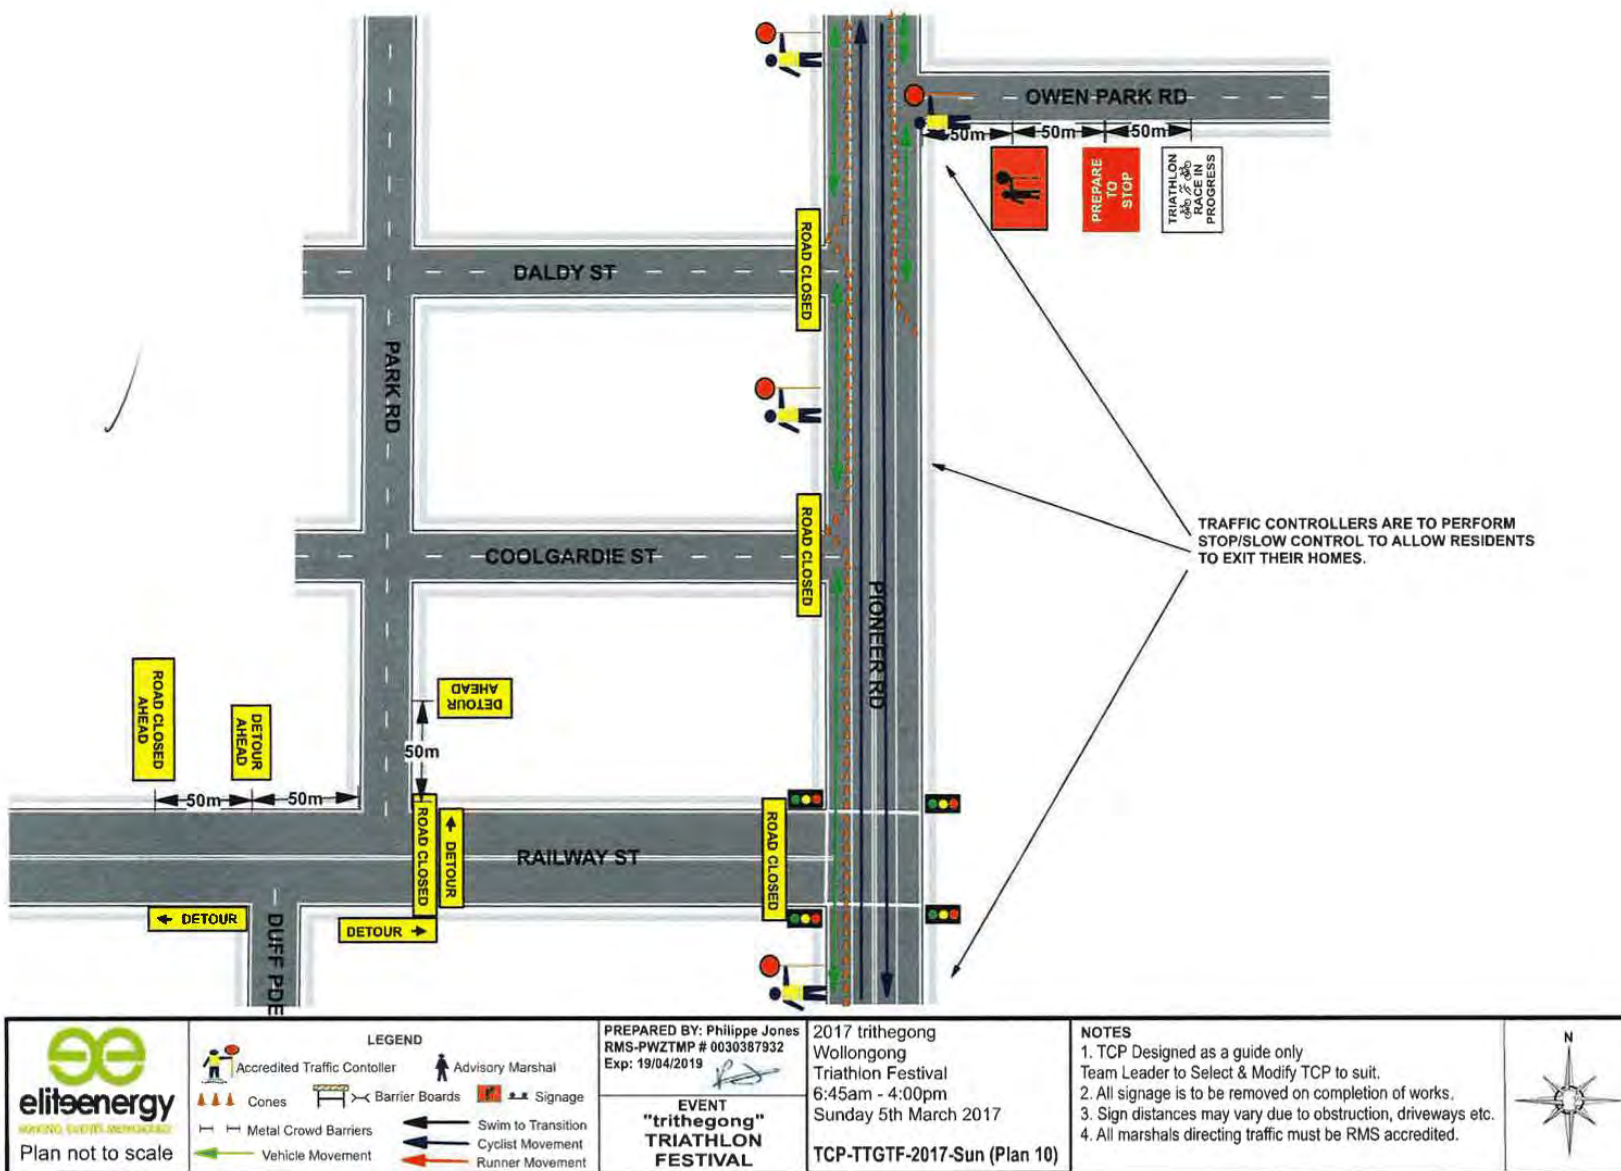 OWEN PARK RD
50m
50m
50m
PREPARE
TO
STOP
TRIATHLON
RACE IN
PROGRESS
ROAD CLOSED
DALDY ST
PARK RD
ROAD CLOSED
COOLGARDIE ST
PIONEER RD
TRAFFIC CONTROLLERS ARE TO PERFORM
STOP/SLOW CONTROL TO ALLOW RESIDENTS
TO EXIT THEIR HOMES.
ROAD CLOSED
AHEAD
DETOUR
AHEAD
DETOUR
AHEAD
50m
50m
50m
ROAD CLOSED
DETOUR
RAILWAY ST
ROAD CLOSED
DETOUR
DETOUR
DUFF PDE
eliteenergy
Plan not to scale
LEGEND
Accredited Traffic Contoller
Advisory Marshal
Cones
Barrier Boards
Signage
Metal Crowd Barriers
Swim to Transition
Cyclist Movement
Vehicle Movement
Runner Movement
PREPARED BY: Philippe Jones
RMS-PWZTMP # 0030387932
Exp: 19/04/2019
EVENT
"trithegong"
TRIATHLON
FESTIVAL
2017 trithegong
Wollongong
Triathlon Festival
6:45am - 4:00pm
Sunday 5th March 2017
TCP-TTGTF-2017-Sun (Plan 10)
NOTES
1. TCP Designed as a guide only
Team Leader to Select & Modify TCP to suit.
2. All signage is to be removed on completion of works.
3. Sign distances may vary due to obstruction, driveways etc.
4. All marshals directing traffic must be RMS accredited.
N